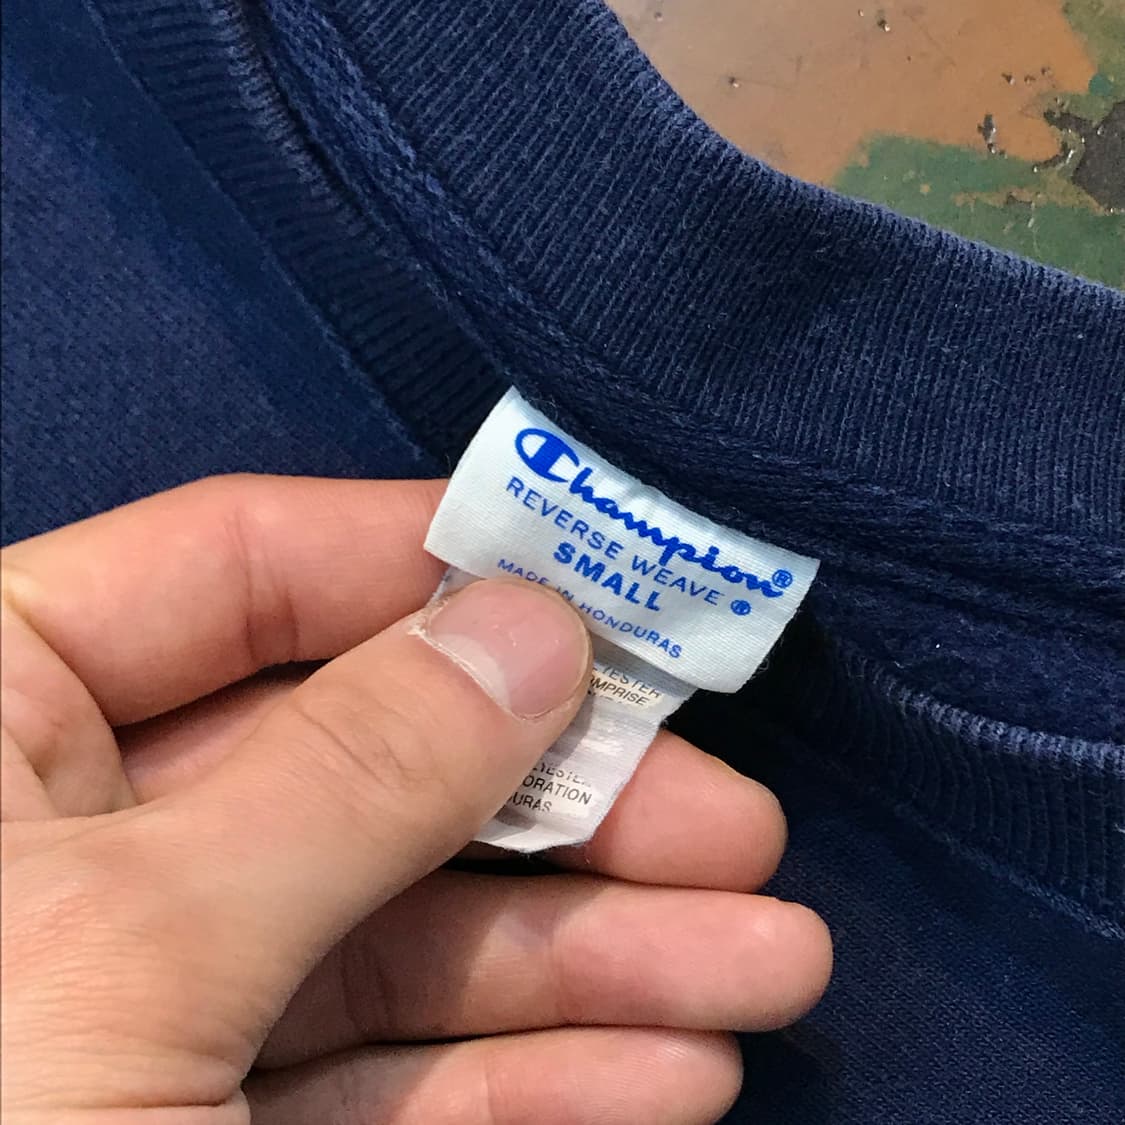 Champion®
REVERSE WEAVE ®
SMALL
MADE IN HONDURAS